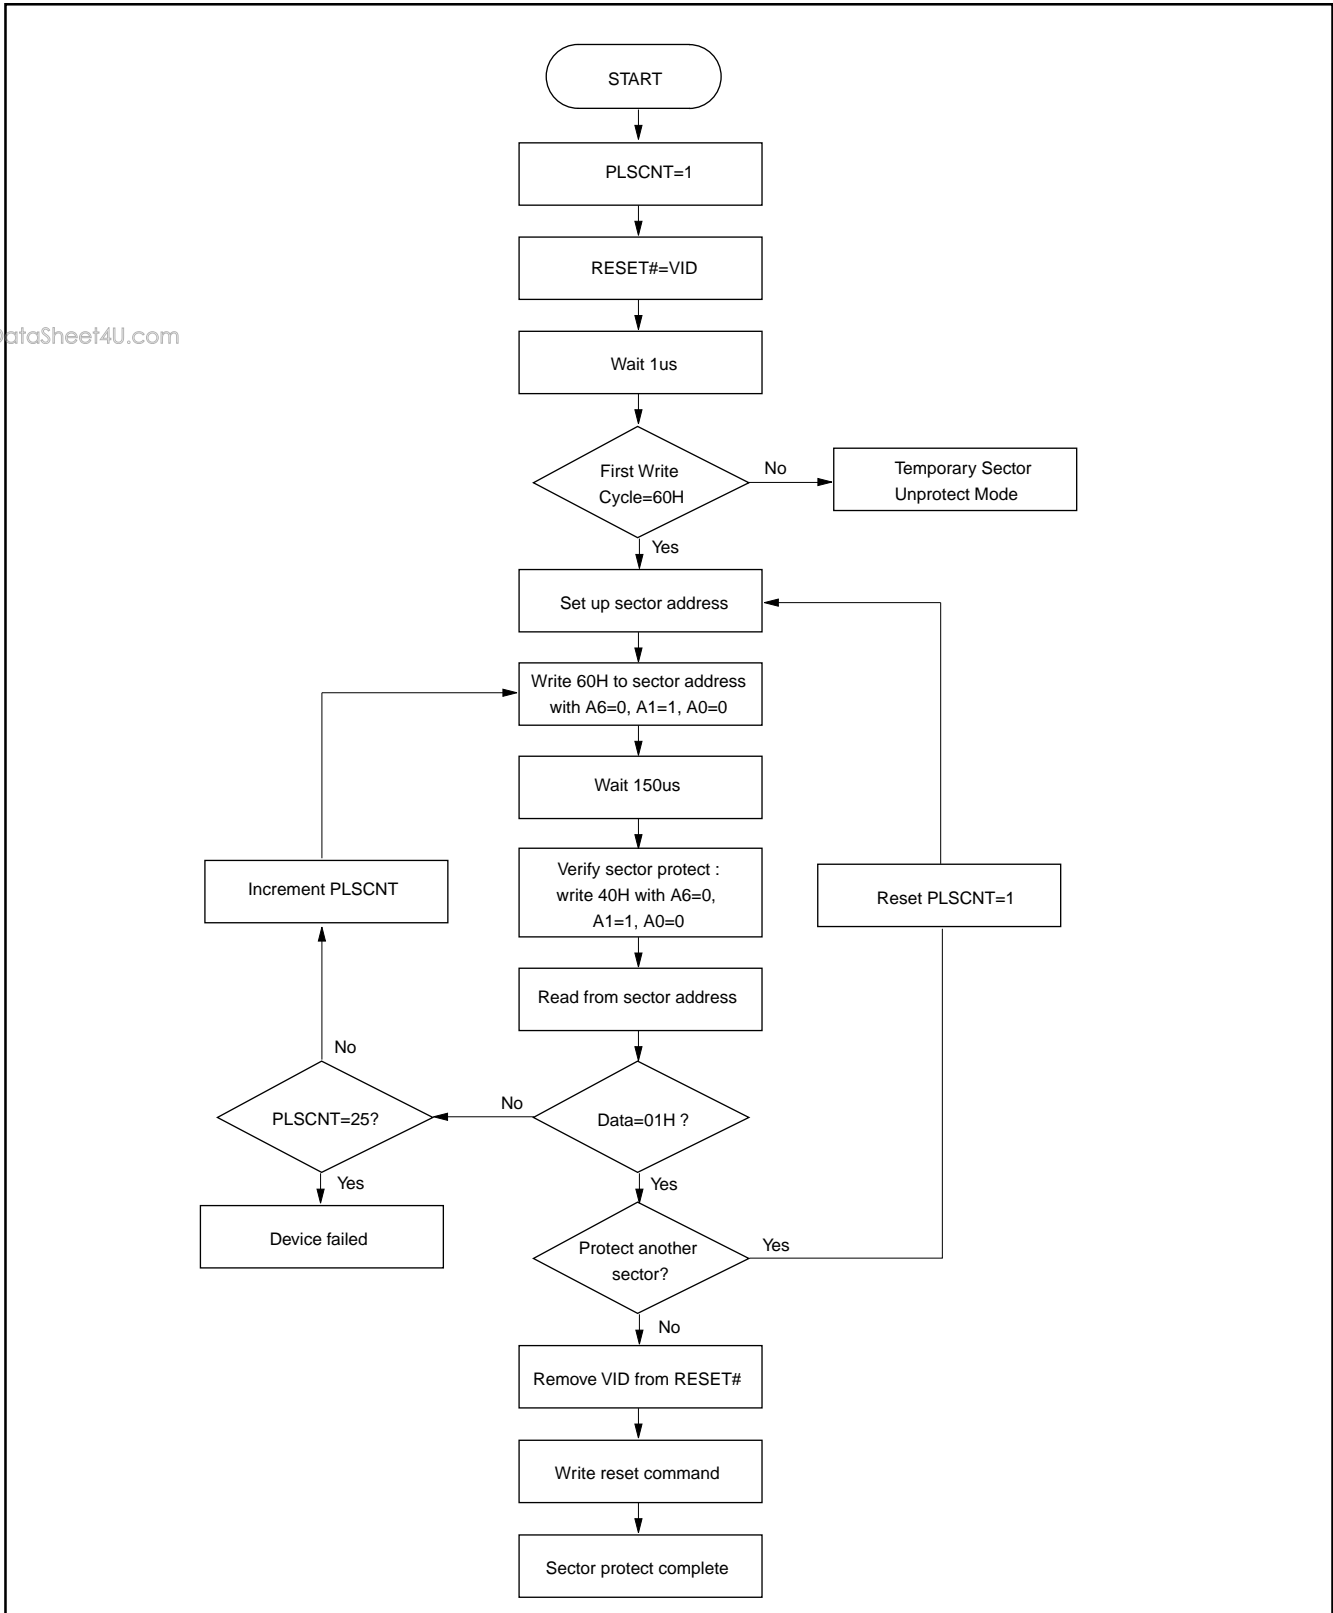 START
PLSCNT=1
RESET#=VID
DataSheet4U.com
Wait 1us
First Write
Cycle=60H
No
Temporary Sector
Unprotect Mode
Yes
Set up sector address
Write 60H to sector address
with A6=0, A1=1, A0=0
Wait 150us
Verify sector protect :
write 40H with A6=0,
A1=1, A0=0
Increment PLSCNT
Reset PLSCNT=1
Read from sector address
No
PLSCNT=25?
No
Data=01H ?
Yes
Yes
Device failed
Protect another
sector?
Yes
No
Remove VID from RESET#
Write reset command
Sector protect complete